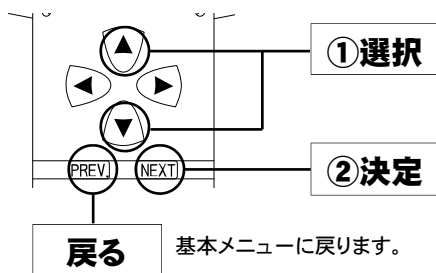 ①選択
PREV.
NEXT
②決定
戻る
基本メニューに戻ります。